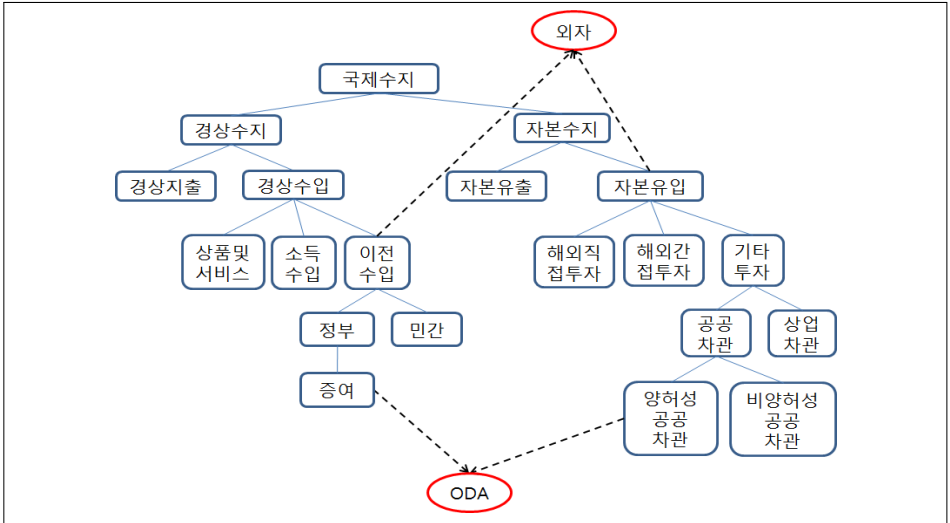 외자
국제수지
경상수지
자본수지
경상지출
경상수입
자본유출
자본유입
상품및
서비스
소득
수입
이전
수입
해외직
접투자
해외간
접투자
기타
투자
정부
민간
공공
차관
상업
차관
증여
양허성
공공
차관
비양허성
공공
차관
ODA